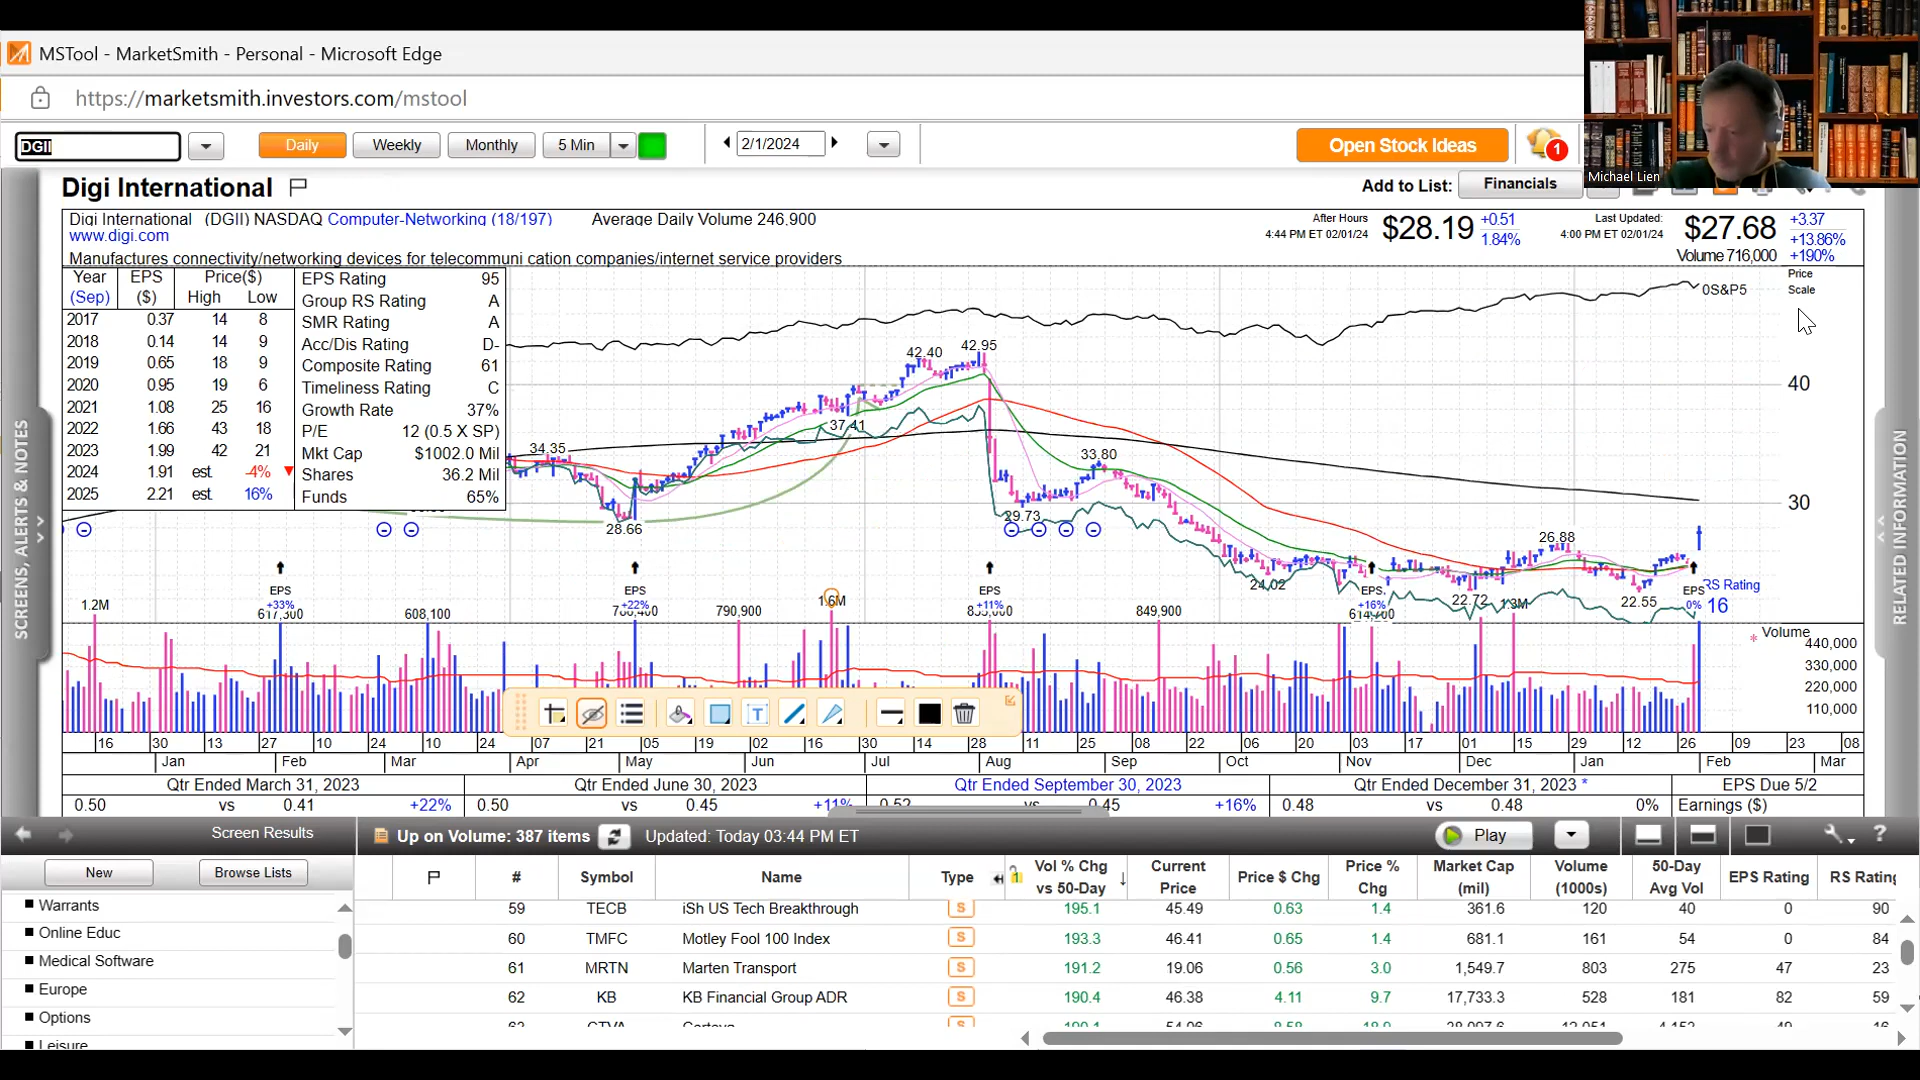 MSTool - MarketSmith - Personal - Microsoft Edge
https://marketsmith.investors.com/mstool
DGII
Daily
Weekly
Monthly
5 Min
2/1/2024
Open Stock Ideas
1
Michael Lien
Digi International
Add to List:
Financials
Digi International (DGII) NASDAQ Computer-Networking (18/197) Average Daily Volume 246,900
www.digi.com
Manufactures connectivity/networking devices for telecommuni cation companies/internet service providers
After Hours
4:44 PM ET 02/01/24
$28.19
+0.51
1.84%
Last Updated:
4:00 PM ET 02/01/24
$27.68
+3.37
+13.86%
Volume 716,000
+190%
Year EPS Price($)
(Sep) ($) High Low
2017 0.37 14 8
2018 0.14 14 9
2019 0.65 18 9
2020 0.95 19 6
2021 1.08 25 16
2022 1.66 43 18
2023 1.99 42 21
2024 1.91 est. -4%
2025 2.21 est. 16%
EPS Rating 95
Group RS Rating A
SMR Rating A
Acc/Dis Rating D-
Composite Rating 61
Timeliness Rating C
Growth Rate 37%
P/E 12 (0.5 X SP)
Mkt Cap $1002.0 Mil
Shares 36.2 Mil
Funds 65%
Price
Scale
0S&P5
40
30
42.40
42.95
34.35
37.41
33.80
28.66
29.73
26.88
24.02
22.72
22.55
1.3M
EPS
+33%
EPS
+22%
EPS
+11%
EPS
+16%
EPS
0%
RS Rating
16
1.2M
617,500
608,100
790,900
1.6M
849,900
Volume
440,000
330,000
220,000
110,000
16 30 13 27 10 24 10 24 07 21 05 19 02 16 30 14 28 11 25 08 22 06 20 03 17 01 15 29 12 26 09 23 08
Jan Feb Mar Apr May Jun Jul Aug Sep Oct Nov Dec Jan Feb Mar
Qtr Ended March 31, 2023
Qtr Ended June 30, 2023
Qtr Ended September 30, 2023
Qtr Ended December 31, 2023 *
EPS Due 5/2
0.50 vs 0.41 +22%
0.50 vs 0.45 +11%
0.52 vs 0.45 +16%
0.48 vs 0.48 0%
Earnings ($)
SCREENS, ALERTS & NOTES
RELATED INFORMATION
Screen Results
Up on Volume: 387 items
Updated: Today 03:44 PM ET
Play
New
Browse Lists
Warrants
Online Educ
Medical Software
Europe
Options
Leisure
# Symbol Name Type Vol % Chg vs 50-Day Current Price Price $ Chg Price % Chg Market Cap (mil) Volume (1000s) 50-Day Avg Vol EPS Rating RS Rating
59 TECB iSh US Tech Breakthrough S 195.1 45.49 0.63 1.4 361.6 120 40 0 90
60 TMFC Motley Fool 100 Index S 193.3 46.41 0.65 1.4 681.1 161 54 0 84
61 MRTN Marten Transport S 191.2 19.06 0.56 3.0 1,549.7 803 275 47 23
62 KB KB Financial Group ADR S 190.4 46.38 4.11 9.7 17,733.3 528 181 82 59